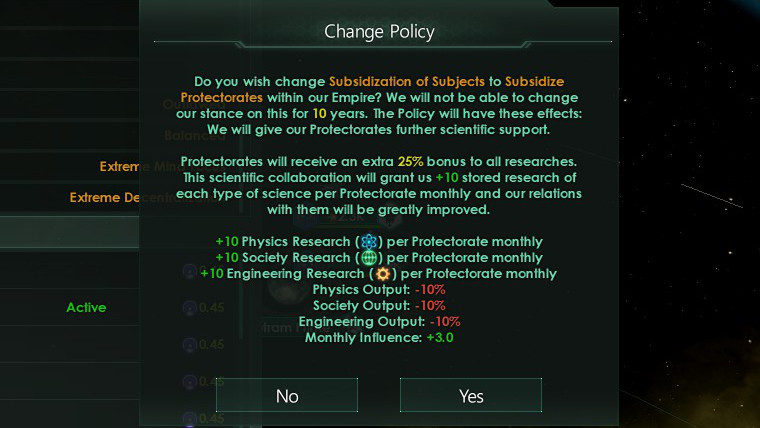 Change Policy
Do you wish change Subsidization of Subjects to Subsidize
Protectorates within our Empire? We will not be able to change
our stance on this for 10 years. The Policy will have these effects:
We will give our Protectorates further scientific support.
Protectorates will receive an extra 25% bonus to all researches.
This scientific collaboration will grant us +10 stored research of
each type of science per Protectorate monthly and our relations
with them will be greatly improved.
+10 Physics Research ( ) per Protectorate monthly
+10 Society Research ( ) per Protectorate monthly
+10 Engineering Research ( ) per Protectorate monthly
Physics Output: -10%
Society Output: -10%
Engineering Output: -10%
Monthly Influence: +3.0
No
Yes
Balanced
Extreme
Extreme
Active
0.45
0.45
0.45